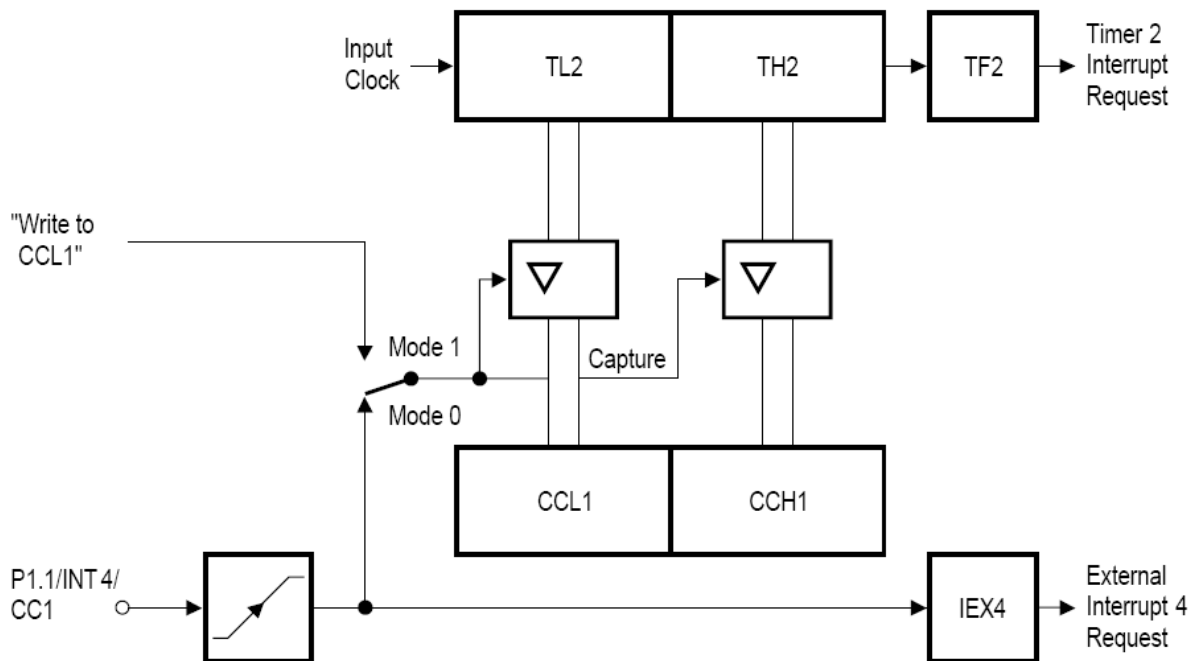 Input
Clock
TL2
TH2
TF2
Timer 2
Interrupt
Request
"Write to
CCL1"
Mode 1
Capture
Mode 0
CCL1
CCH1
P1.1/INT 4/
CC1
IEX4
External
Interrupt 4
Request